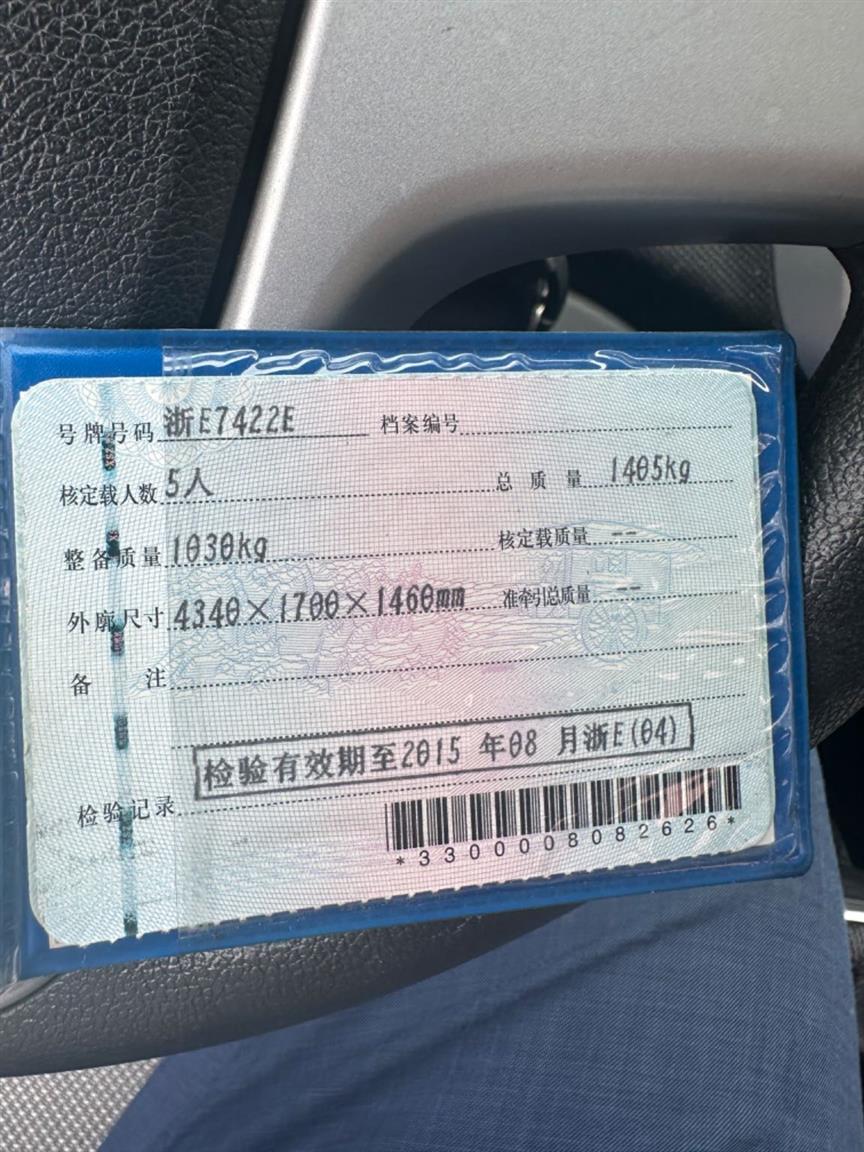 号牌号码 浙E7422E 档案编号
核定载人数 5人 总质量 1405kg
整备质量 1030kg 核定载质量 --
外廓尺寸 4340×1700×1460mm 准牵引总质量 --
备注
检验有效期至2015 年08 月浙E(04)
检验记录
*3300008082626*